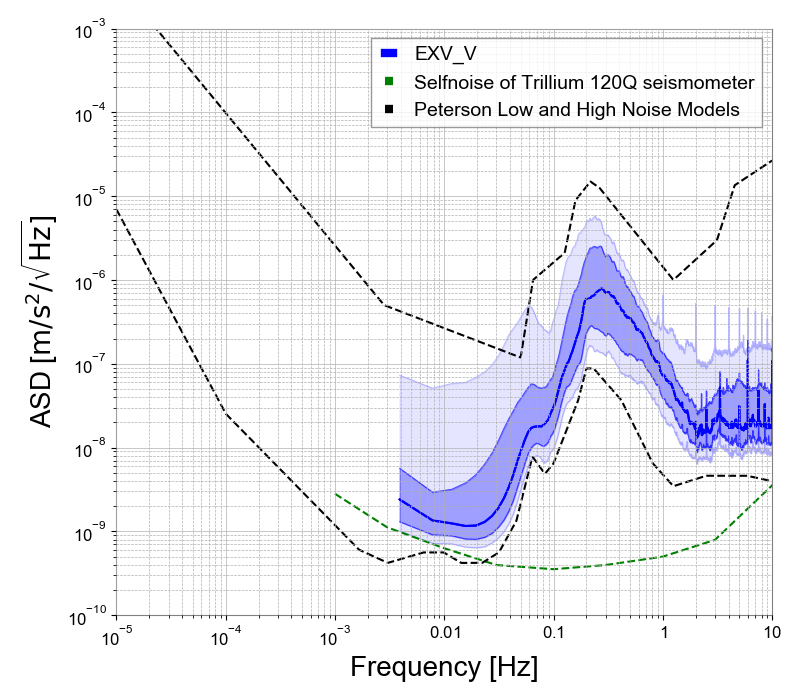 EXV_V
Selfnoise of Trillium 120Q seismometer
Peterson Low and High Noise Models
ASD [m/s²/√Hz]
10⁻³
10⁻⁴
10⁻⁵
10⁻⁶
10⁻⁷
10⁻⁸
10⁻⁹
10⁻¹⁰
10⁻⁵ 10⁻⁴ 10⁻³ 0.01 0.1 1 10
Frequency [Hz]